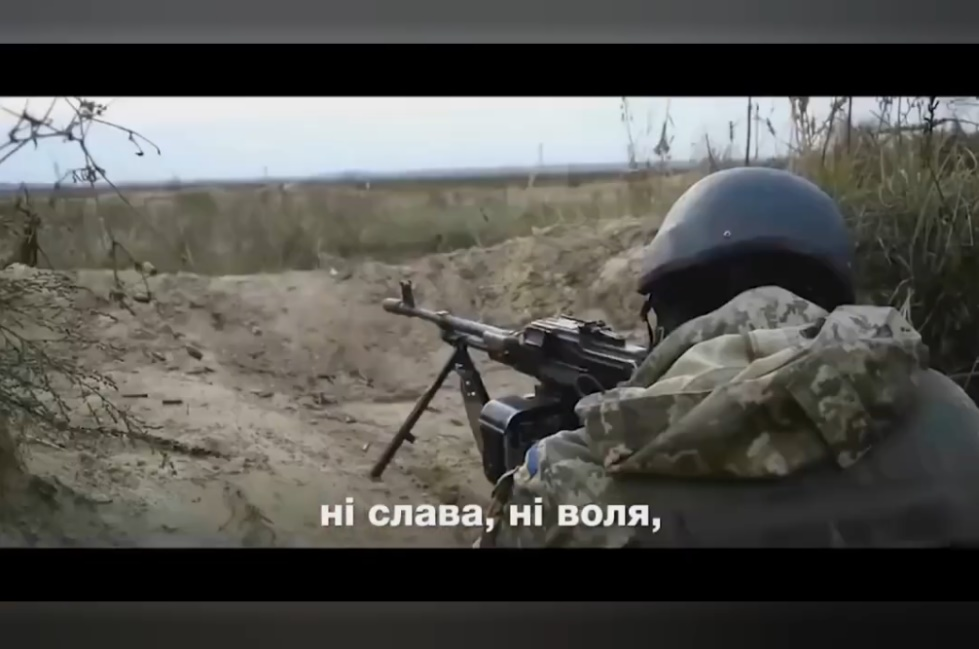 ні слава, ні воля,